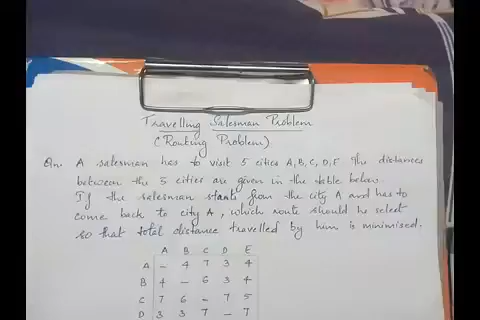 Travelling Salesman Problem
(Routing Problem)
Qn. A salesman has to visit 5 cities A, B, C, D, E The distances
between the 5 cities are given in the table below.
If the salesman starts from the city A and has to
come back to city A, which route should he select
so that total distance travelled by him is minimised.
A B C D E
A - 4 7 3 4
B 4 - 6 3 4
C 7 6 - 7 5
D 3 3 7 - 7